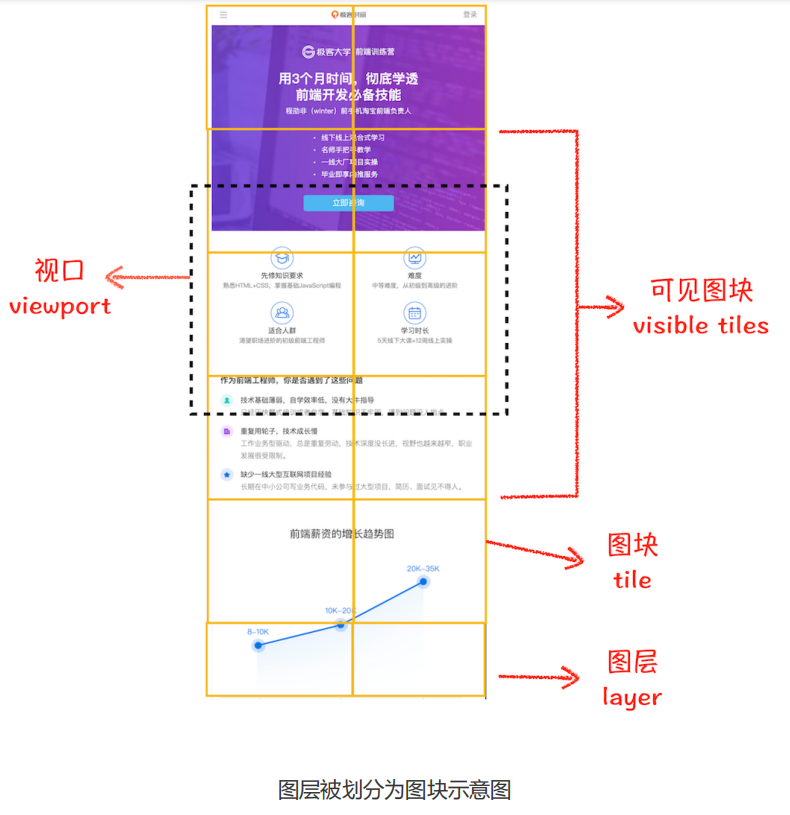 极客时间
登录
极客大学 前端训练营
用3个月时间，彻底学透
前端开发必备技能
程劭非（winter）前手机淘宝前端负责人
· 线下线上混合式学习
· 名师手把手教学
· 一线大厂项目实操
· 毕业即享内推服务
立即咨询
先修知识要求
熟悉HTML+CSS，掌握基础JavaScript编程
难度
中等难度，从初级到高级的进阶
适合人群
渴望职场进阶的初级前端工程师
学习时长
5天线下大课+12周线上实操
作为前端工程师，你是否遇到了这些问题
技术基础薄弱，自学效率低，没有大牛指导
重复用轮子，技术成长慢
工作业务型驱动，总是重复劳动，技术深度没长进，视野也越来越窄，职业
发展很受限制。
缺少一线大型互联网项目经验
长期在中小公司写业务代码，未参与过大型项目，简历、面试见不得人。
前端薪资的增长趋势图
20K-35K
10K-20K
8-10K
视口
viewport
可见图块
visible tiles
图块
tile
图层
layer
图层被划分为图块示意图